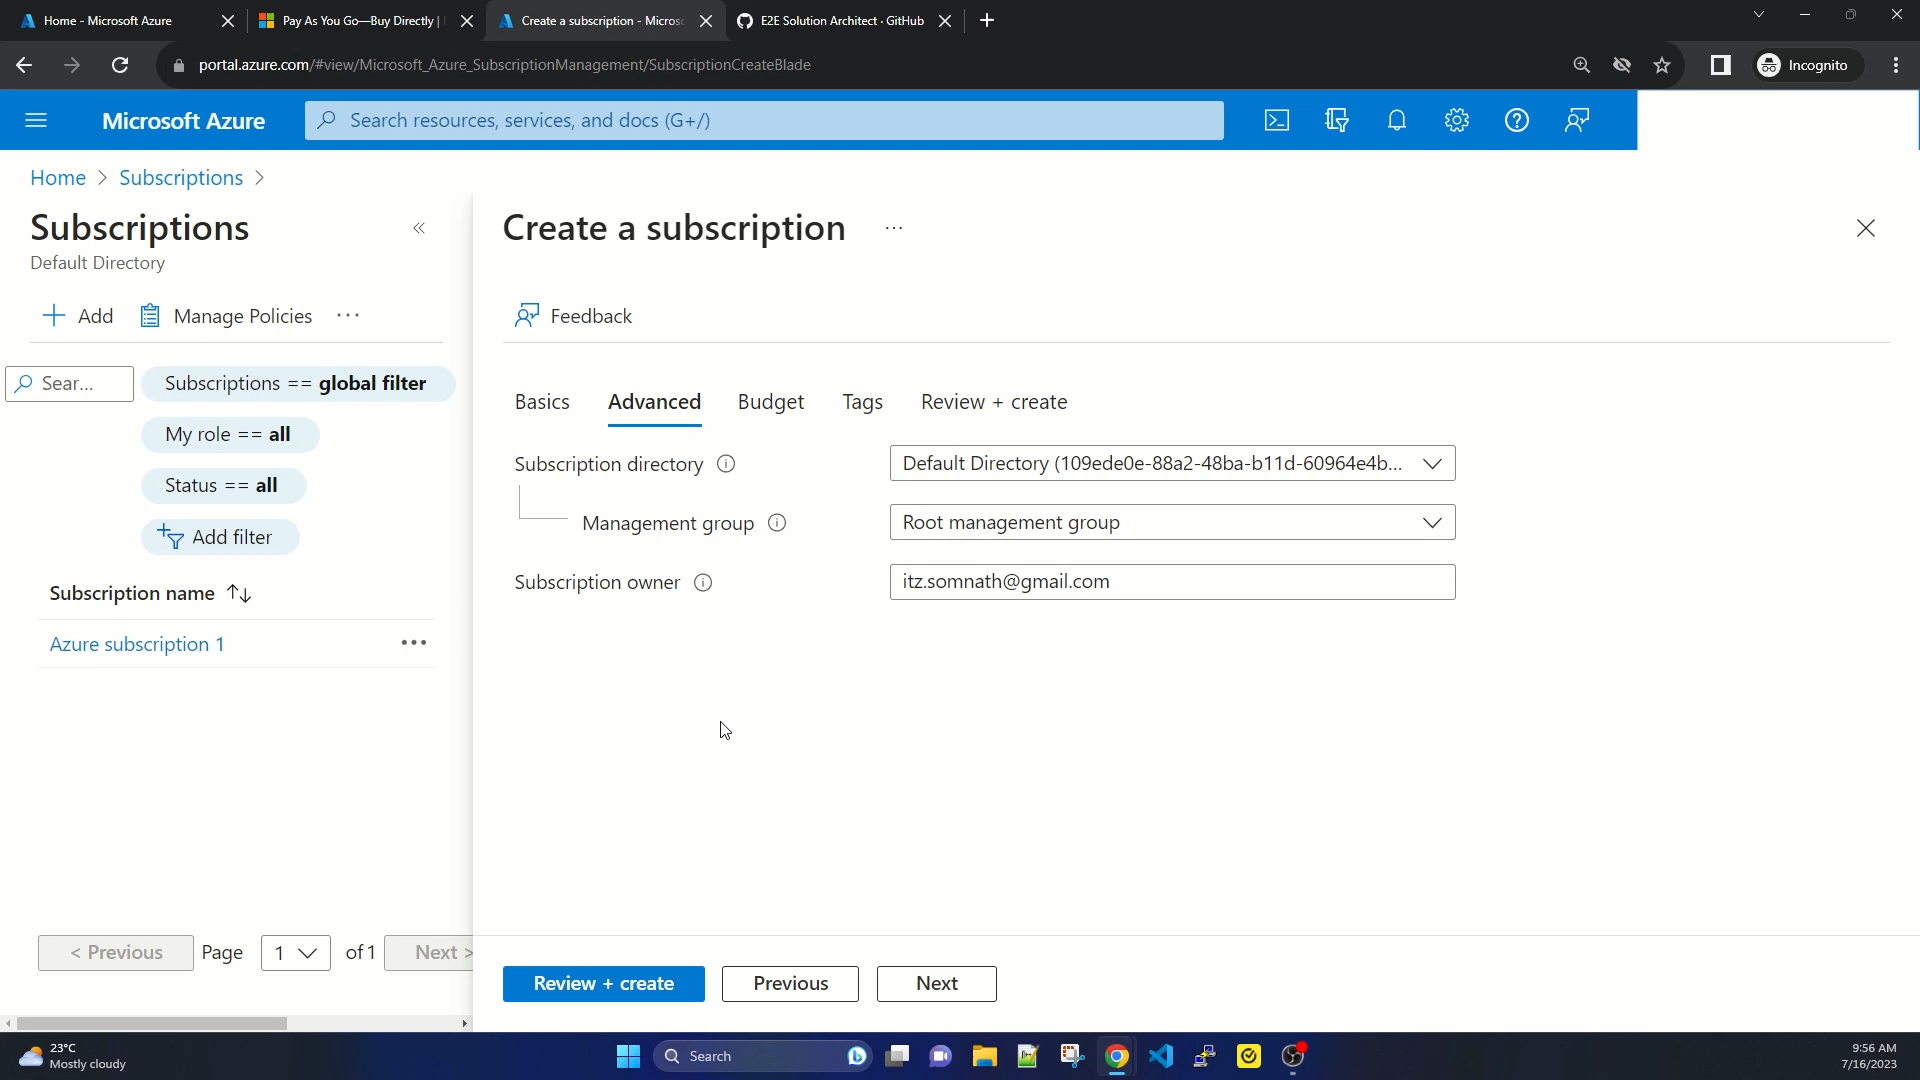 Home - Microsoft Azure
Pay As You Go—Buy Directly |
Create a subscription - Micros
E2E Solution Architect · GitHub
portal.azure.com/#view/Microsoft_Azure_SubscriptionManagement/SubscriptionCreateBlade
Incognito
Microsoft Azure
Search resources, services, and docs (G+/)
Home > Subscriptions >
Subscriptions
Default Directory
Add
Manage Policies
Sear...
Subscriptions == global filter
My role == all
Status == all
Add filter
Subscription name
Azure subscription 1
< Previous
Page
1
of 1
Next >
Create a subscription
Feedback
Basics
Advanced
Budget
Tags
Review + create
Subscription directory
Default Directory (109ede0e-88a2-48ba-b11d-60964e4b...
Management group
Root management group
Subscription owner
itz.somnath@gmail.com
Review + create
Previous
Next
23°C
Mostly cloudy
Search
9:56 AM
7/16/2023